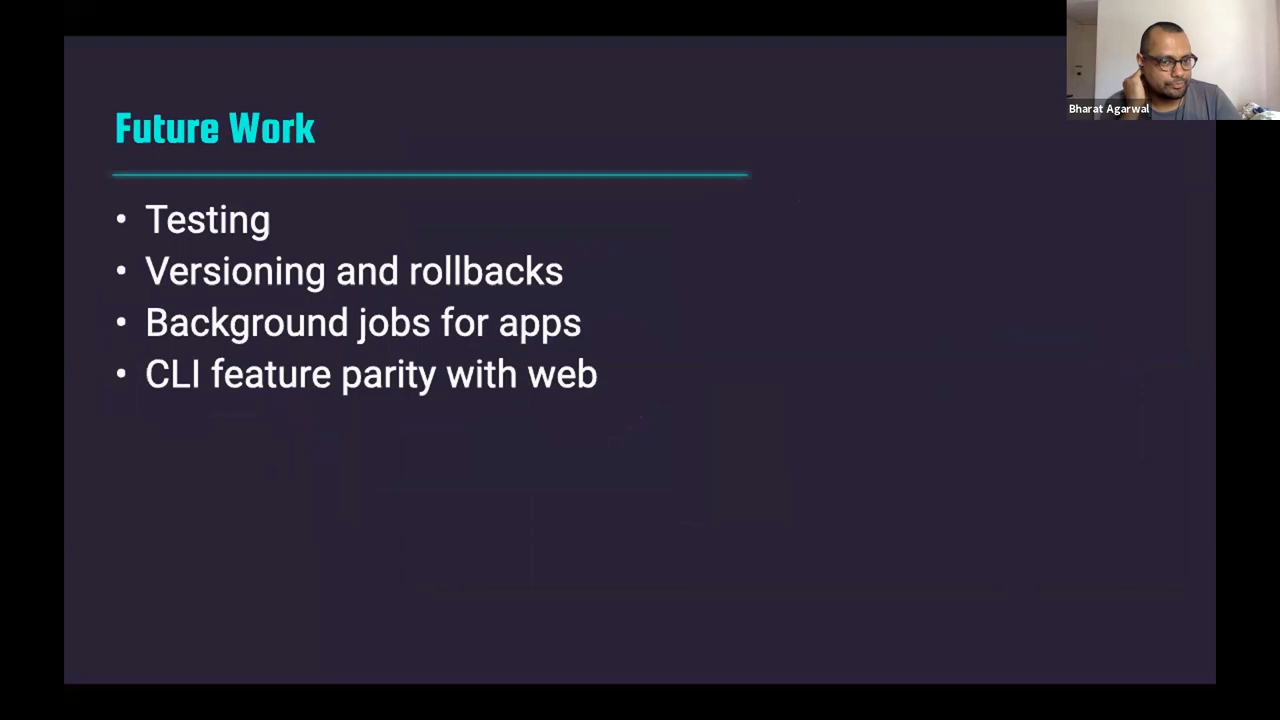 Future Work
• Testing
• Versioning and rollbacks
• Background jobs for apps
• CLI feature parity with web
Bharat Agarwal